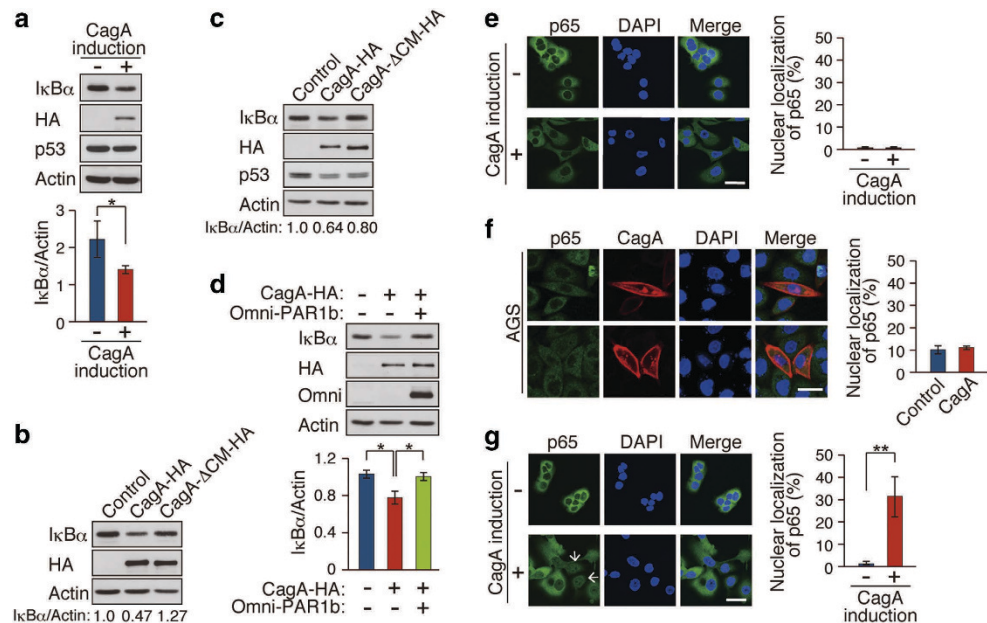 a
CagA
induction
- +
IκBα
HA
p53
Actin
*
IκBα/Actin
3
2
1
0
- +
CagA
induction
b
Control
CagA-HA
CagA-ΔCM-HA
IκBα
HA
Actin
IκBα/Actin: 1.0 0.47 1.27
c
Control
CagA-HA
CagA-ΔCM-HA
IκBα
HA
p53
Actin
IκBα/Actin 1.0 0.64 0.80
d
CagA-HA: - + +
Omni-PAR1b: - - +
IκBα
HA
Omni
Actin
* *
IκBα/Actin
1.2
0.8
0.4
0
CagA-HA: - + +
Omni-PAR1b: - - +
e
p65 DAPI Merge
CagA induction
-
+
Nuclear localization
of p65 (%)
50
40
30
20
10
0
- +
CagA
induction
f
p65 CagA DAPI Merge
AGS
Nuclear localization
of p65 (%)
50
40
30
20
10
0
Control
CagA
g
p65 DAPI Merge
CagA induction
-
+
Nuclear localization
of p65 (%)
50
40
30
20
10
0
**
- +
CagA
induction